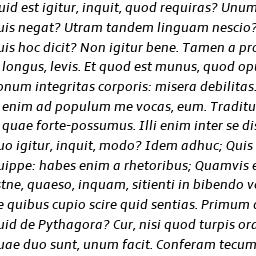 uid est igitur, inquit, quod requiras? Unum
uis negat? Utram tandem linguam nescio?
uis hoc dicit? Non igitur bene. Tamen a pro
longus, levis. Et quod est munus, quod op
onum integritas corporis: misera debilitas.
enim ad populum me vocas, eum. Traditu
quae forte-possumus. Illi enim inter se dis
uo igitur, inquit, modo? Idem adhuc; Quis
uippe: habes enim a rhetoribus; Quamvis e
stne, quaeso, inquam, sitienti in bibendo v
e quibus cupio scire quid sentias. Primum
uid de Pythagora? Cur, nisi quod turpis ora
uae duo sunt, unum facit. Conferam tecum